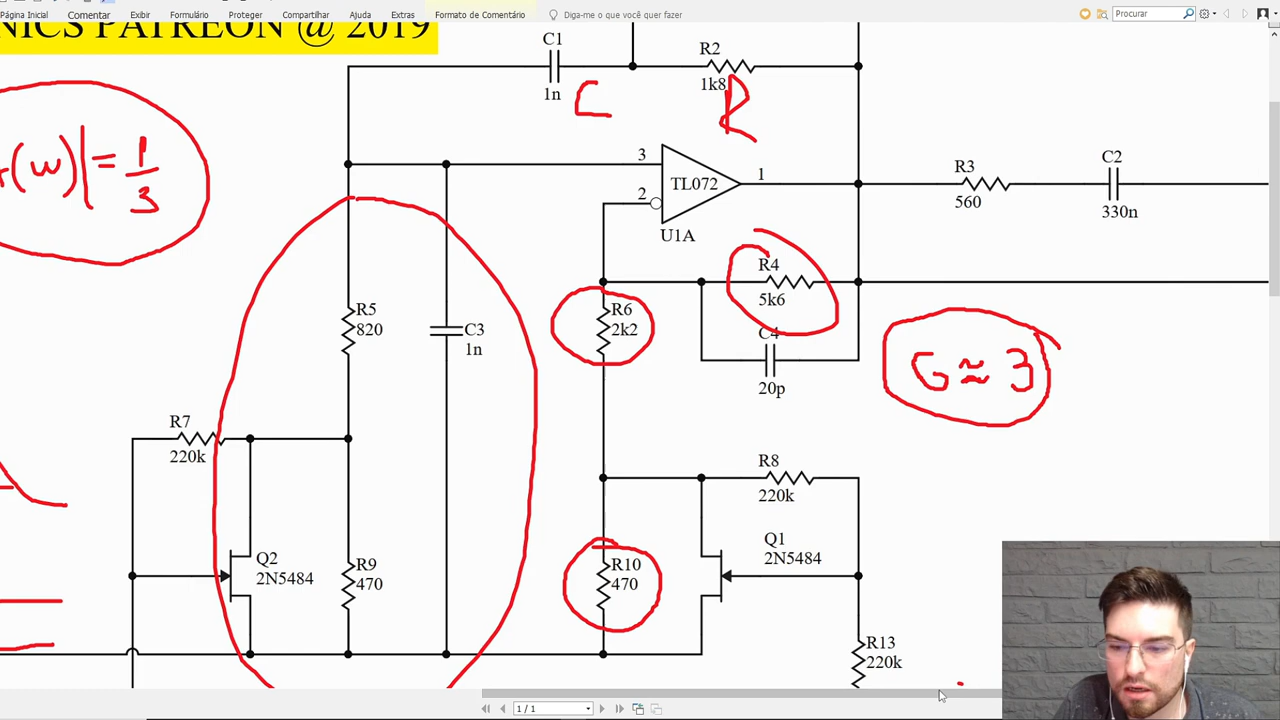 Página Inicial Comentar Exibir Formulário Proteger Compartilhar Ajuda Extras Formato de Comentário Diga-me o que você quer fazer... Procurar
NICS PATREON @ 2019
C1
1n
R2
1k8
C
R
(w)| = 1/3
3
2
TL072
1
U1A
R3
560
C2
330n
R4
5k6
C4
20p
G ≈ 3
R5
820
C3
1n
R6
2k2
R7
220k
R8
220k
Q2
2N5484
R9
470
R10
470
Q1
2N5484
R13
220k
1 / 1